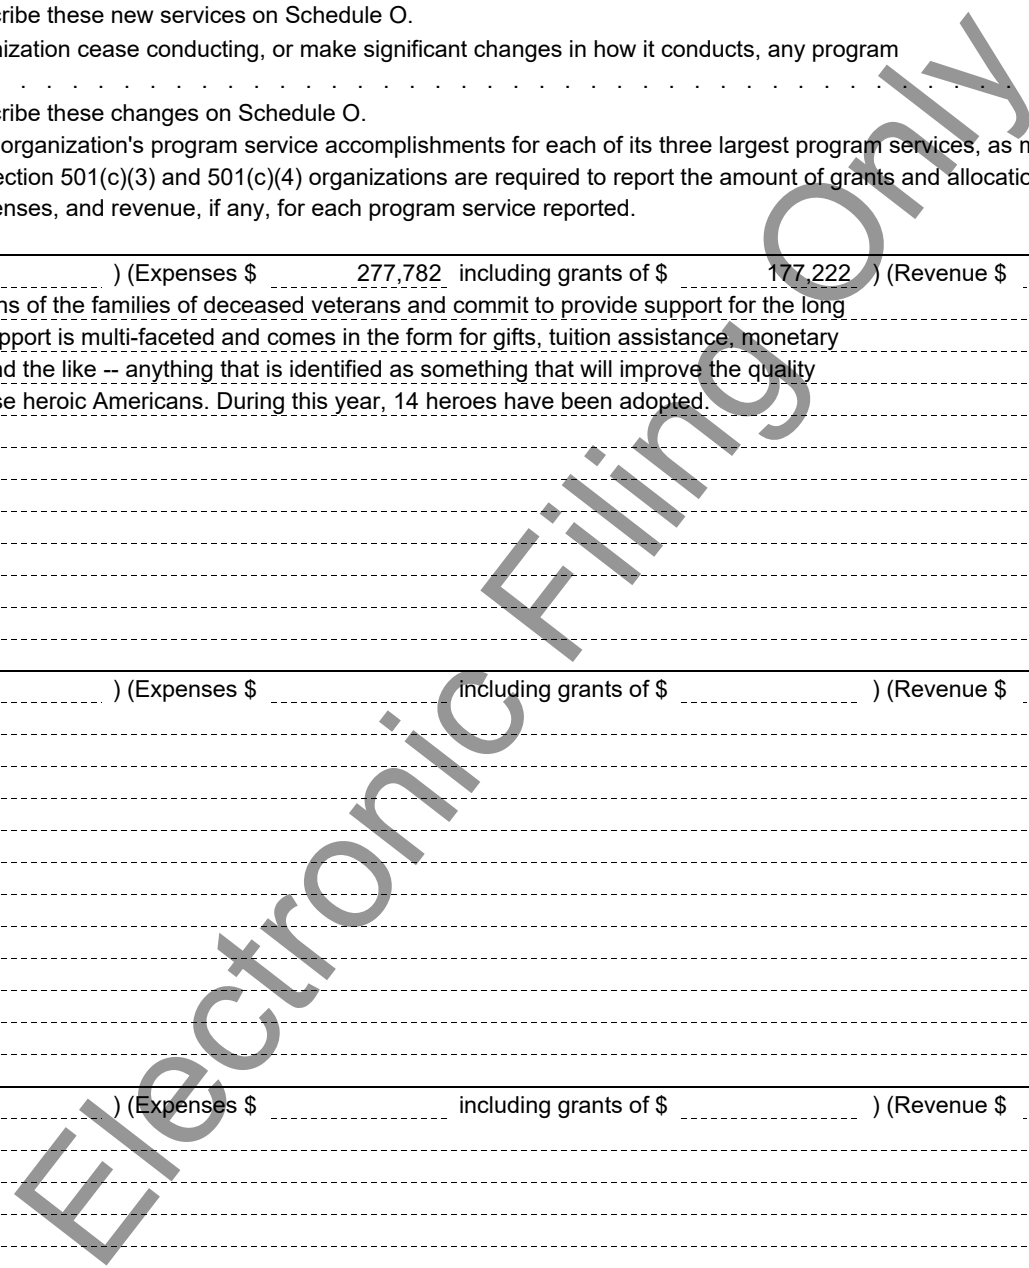 cribe these new services on Schedule O.
nization cease conducting, or make significant changes in how it conducts, any program
. . . . . . . . . . . . . . . . . . . . . . . . . . . . . . . . . . . . . . .
cribe these changes on Schedule O.
organization's program service accomplishments for each of its three largest program services, as m
ection 501(c)(3) and 501(c)(4) organizations are required to report the amount of grants and allocatio
enses, and revenue, if any, for each program service reported.
) (Expenses $ 277,782 including grants of $ 177,222 ) (Revenue $
ns of the families of deceased veterans and commit to provide support for the long
pport is multi-faceted and comes in the form for gifts, tuition assistance, monetary
nd the like -- anything that is identified as something that will improve the quality
se heroic Americans. During this year, 14 heroes have been adopted.
) (Expenses $ including grants of $ ) (Revenue $
) (Expenses $ including grants of $ ) (Revenue $
Electronic Filing Only